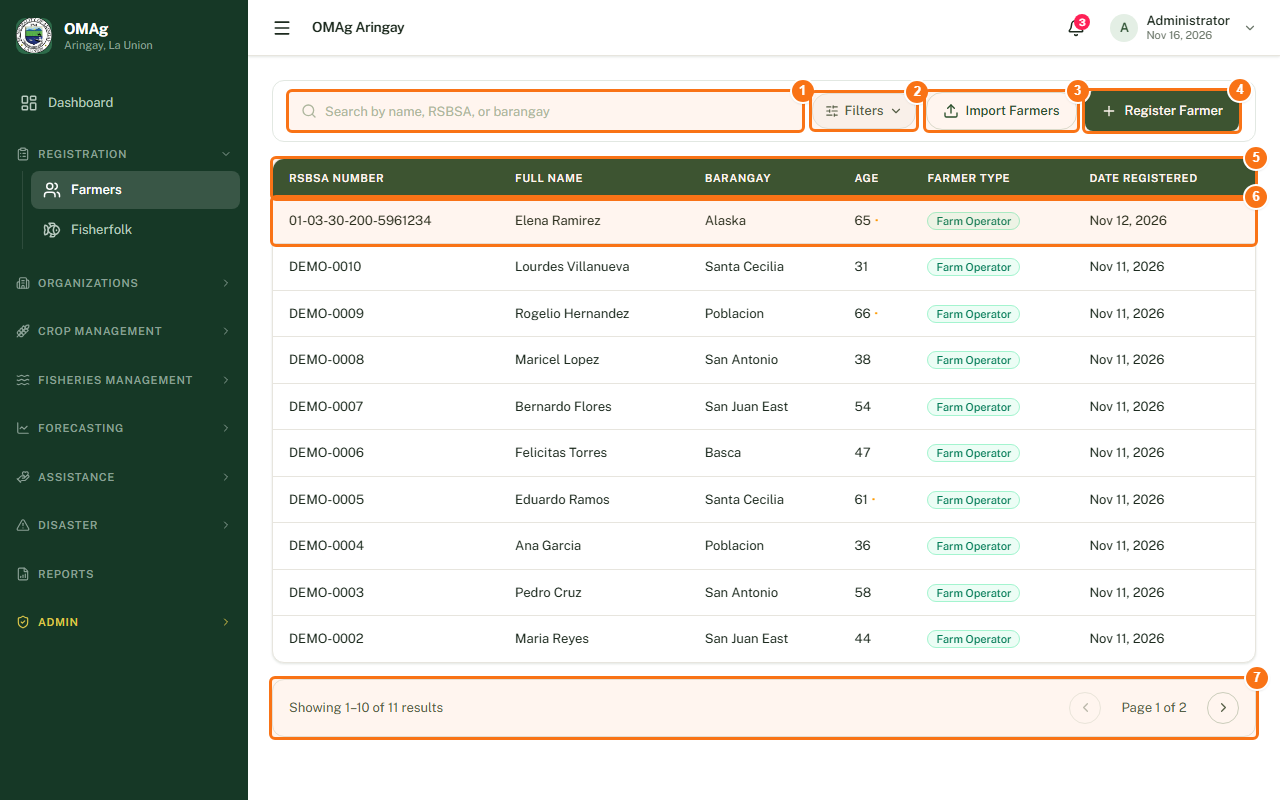 OMAg
Aringay, La Union
Dashboard
REGISTRATION
Farmers
Fisherfolk
ORGANIZATIONS
CROP MANAGEMENT
FISHERIES MANAGEMENT
FORECASTING
ASSISTANCE
DISASTER
REPORTS
ADMIN
OMAg Aringay
3
A
Administrator
Nov 16, 2026
Search by name, RSBSA, or barangay
1
Filters
2
Import Farmers
3
Register Farmer
4
RSBSA NUMBER FULL NAME BARANGAY AGE FARMER TYPE DATE REGISTERED
5
6
01-03-30-200-5961234 Elena Ramirez Alaska 65 · Farm Operator Nov 12, 2026
DEMO-0010 Lourdes Villanueva Santa Cecilia 31 Farm Operator Nov 11, 2026
DEMO-0009 Rogelio Hernandez Poblacion 66 · Farm Operator Nov 11, 2026
DEMO-0008 Maricel Lopez San Antonio 38 Farm Operator Nov 11, 2026
DEMO-0007 Bernardo Flores San Juan East 54 Farm Operator Nov 11, 2026
DEMO-0006 Felicitas Torres Basca 47 Farm Operator Nov 11, 2026
DEMO-0005 Eduardo Ramos Santa Cecilia 61 · Farm Operator Nov 11, 2026
DEMO-0004 Ana Garcia Poblacion 36 Farm Operator Nov 11, 2026
DEMO-0003 Pedro Cruz San Antonio 58 Farm Operator Nov 11, 2026
DEMO-0002 Maria Reyes San Juan East 44 Farm Operator Nov 11, 2026
7
Showing 1–10 of 11 results Page 1 of 2